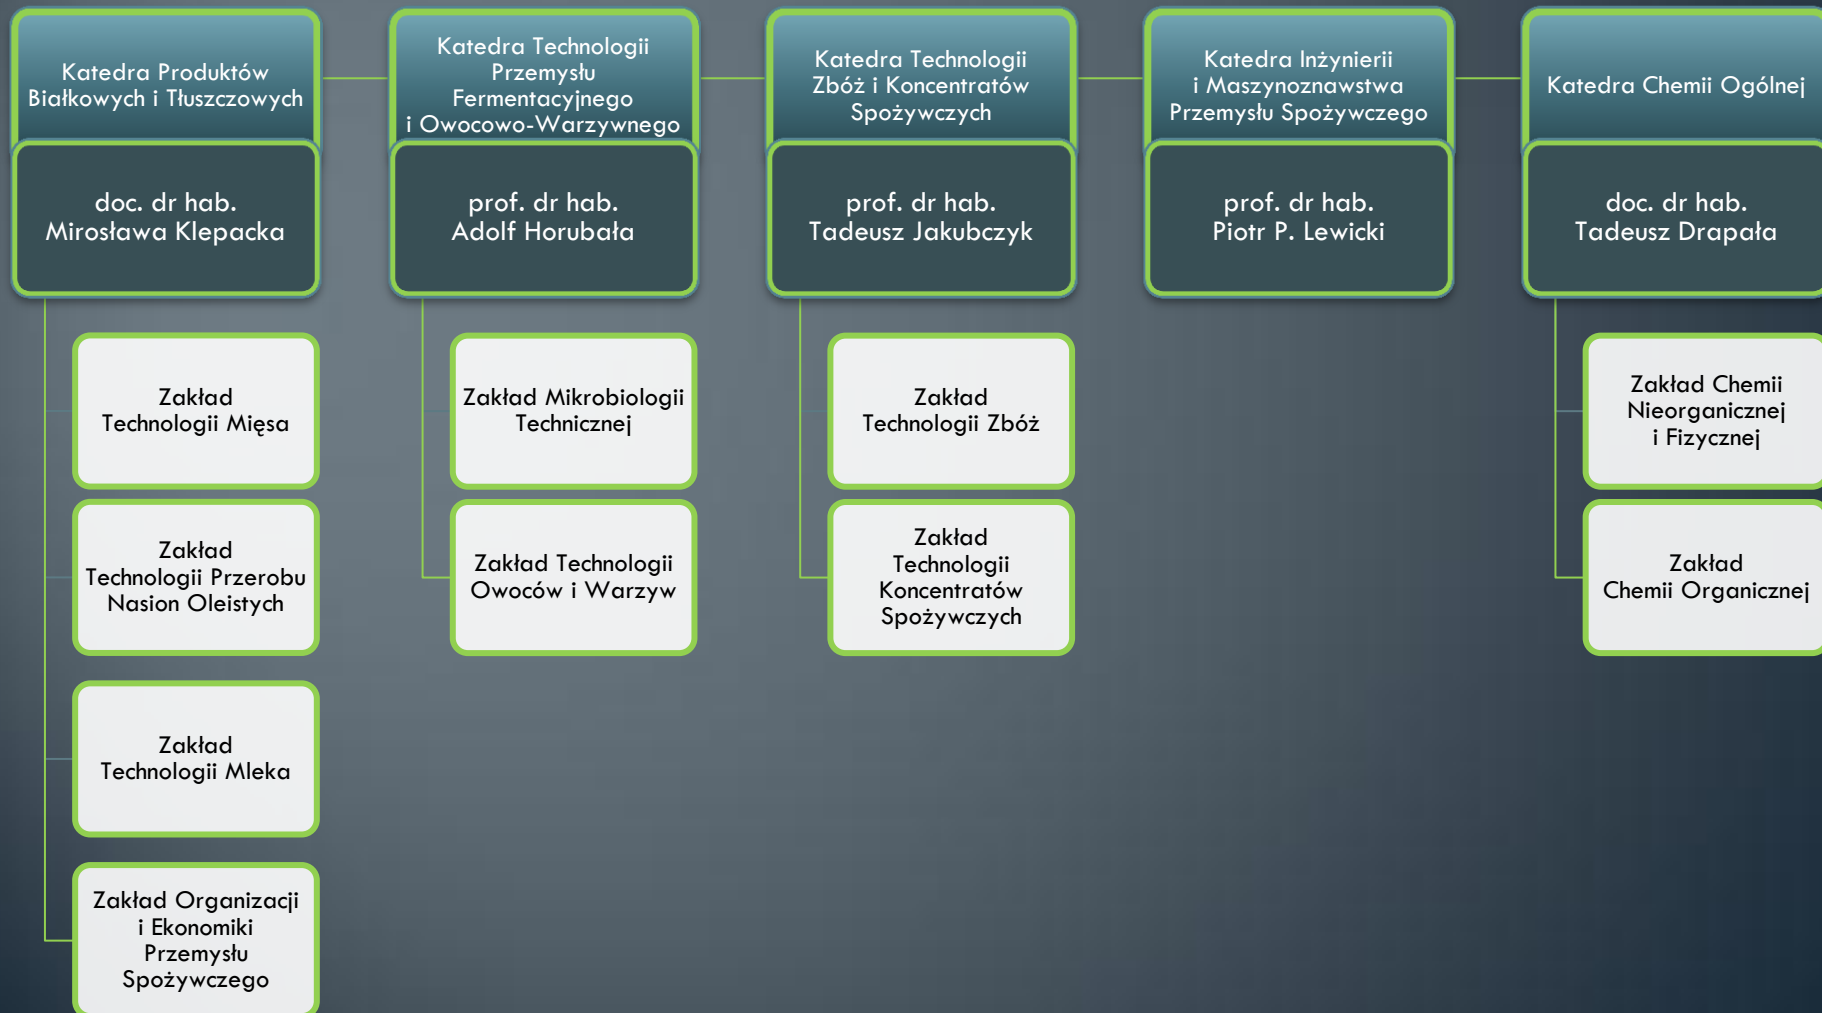 Katedra Produktów
Białkowych i Tłuszczowych
doc. dr hab.
Mirosława Klepacka
Zakład
Technologii Mięsa
Zakład
Technologii Przerobu
Nasion Oleistych
Zakład
Technologii Mleka
Zakład Organizacji
i Ekonomiki
Przemysłu
Spożywczego
Katedra Technologii
Przemysłu
Fermentacyjnego
i Owocowo-Warzywnego
prof. dr hab.
Adolf Horubała
Zakład Mikrobiologii
Technicznej
Zakład Technologii
Owoców i Warzyw
Katedra Technologii
Zbóż i Koncentratów
Spożywczych
prof. dr hab.
Tadeusz Jakubczyk
Zakład
Technologii Zbóż
Zakład
Technologii
Koncentratów
Spożywczych
Katedra Inżynierii
i Maszynoznawstwa
Przemysłu Spożywczego
prof. dr hab.
Piotr P. Lewicki
Katedra Chemii Ogólnej
doc. dr hab.
Tadeusz Drapała
Zakład Chemii
Nieorganicznej
i Fizycznej
Zakład
Chemii Organicznej